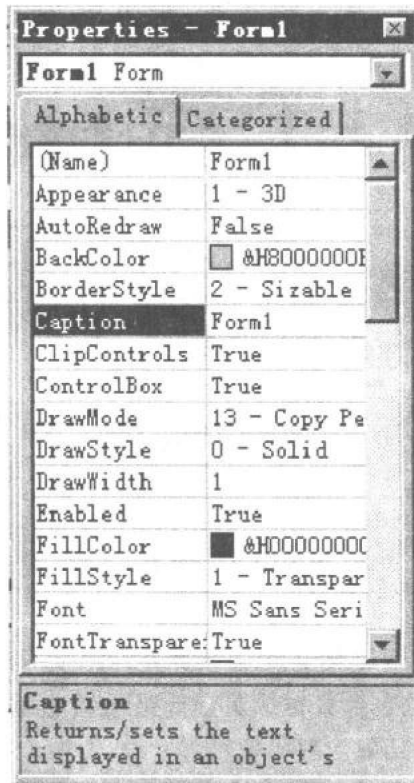 Properties - Form1
Form1 Form
Alphabetic Categorized
(Name) Form1
Appearance 1 - 3D
AutoRedraw False
BackColor &H8000000F
BorderStyle 2 - Sizable
Caption Form1
ClipControls True
ControlBox True
DrawMode 13 - Copy Pe
DrawStyle 0 - Solid
DrawWidth 1
Enabled True
FillColor &H00000000
FillStyle 1 - Transpar
Font MS Sans Seri
FontTranspare: True
Caption
Returns/sets the text
displayed in an object's